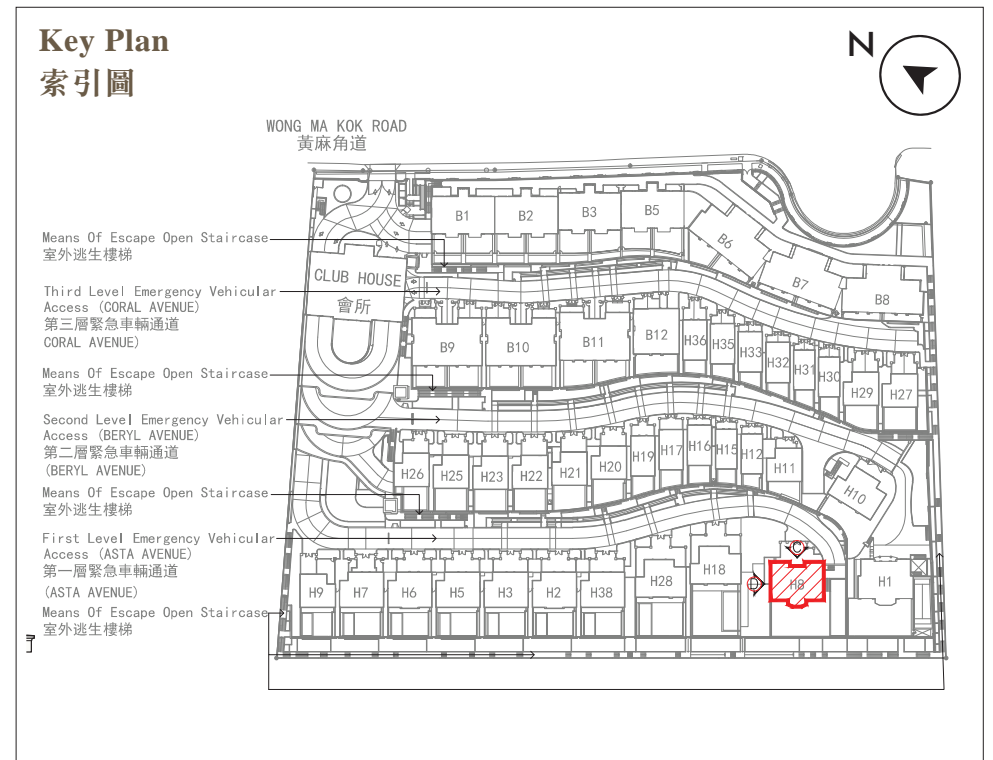 Key Plan
索引圖
N
WONG MA KOK ROAD
黃麻角道
B1
B2
B3
B5
B6
B7
B8
Means Of Escape Open Staircase
室外逃生樓梯
CLUB HOUSE
會所
Third Level Emergency Vehicular
Access (CORAL AVENUE)
第三層緊急車輛通道
CORAL AVENUE)
B9
B10
B11
B12
H36
H35
H33
H32
H31
H30
H29
H27
Means Of Escape Open Staircase
室外逃生樓梯
Second Level Emergency Vehicular
Access (BERYL AVENUE)
第二層緊急車輛通道
(BERYL AVENUE)
H26
H25
H23
H22
H21
H20
H19
H17
H16
H15
H12
H11
H10
Means Of Escape Open Staircase
室外逃生樓梯
First Level Emergency Vehicular
Access (ASTA AVENUE)
第一層緊急車輛通道
(ASTA AVENUE)
H9
H7
H6
H5
H3
H2
H38
H28
H18
D
C
H8
H1
Means Of Escape Open Staircase
室外逃生樓梯